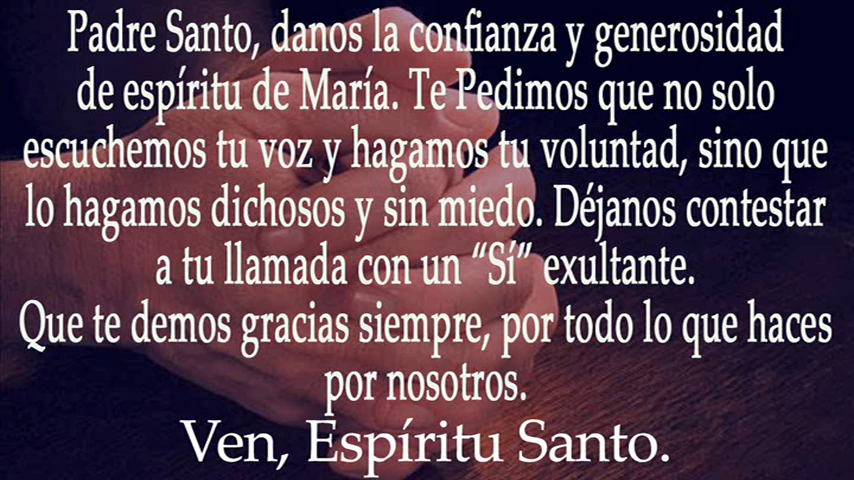 Padre Santo, danos la confianza y generosidad
de espíritu de María. Te Pedimos que no solo
escuchemos tu voz y hagamos tu voluntad, sino que
lo hagamos dichosos y sin miedo. Déjanos contestar
a tu llamada con un “Sí” exultante.
Que te demos gracias siempre, por todo lo que haces
por nosotros.
Ven, Espíritu Santo.